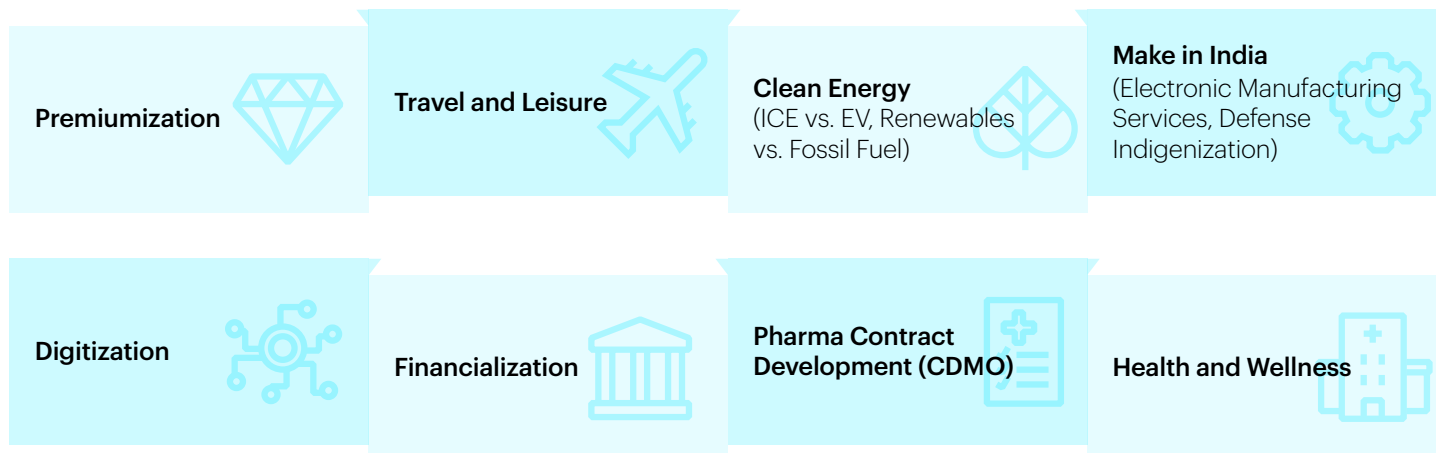 Premiumization
Travel and Leisure
Clean Energy
(ICE vs. EV, Renewables
vs. Fossil Fuel)
Make in India
(Electronic Manufacturing
Services, Defense
Indigenization)
Digitization
Financialization
Pharma Contract
Development (CDMO)
Health and Wellness